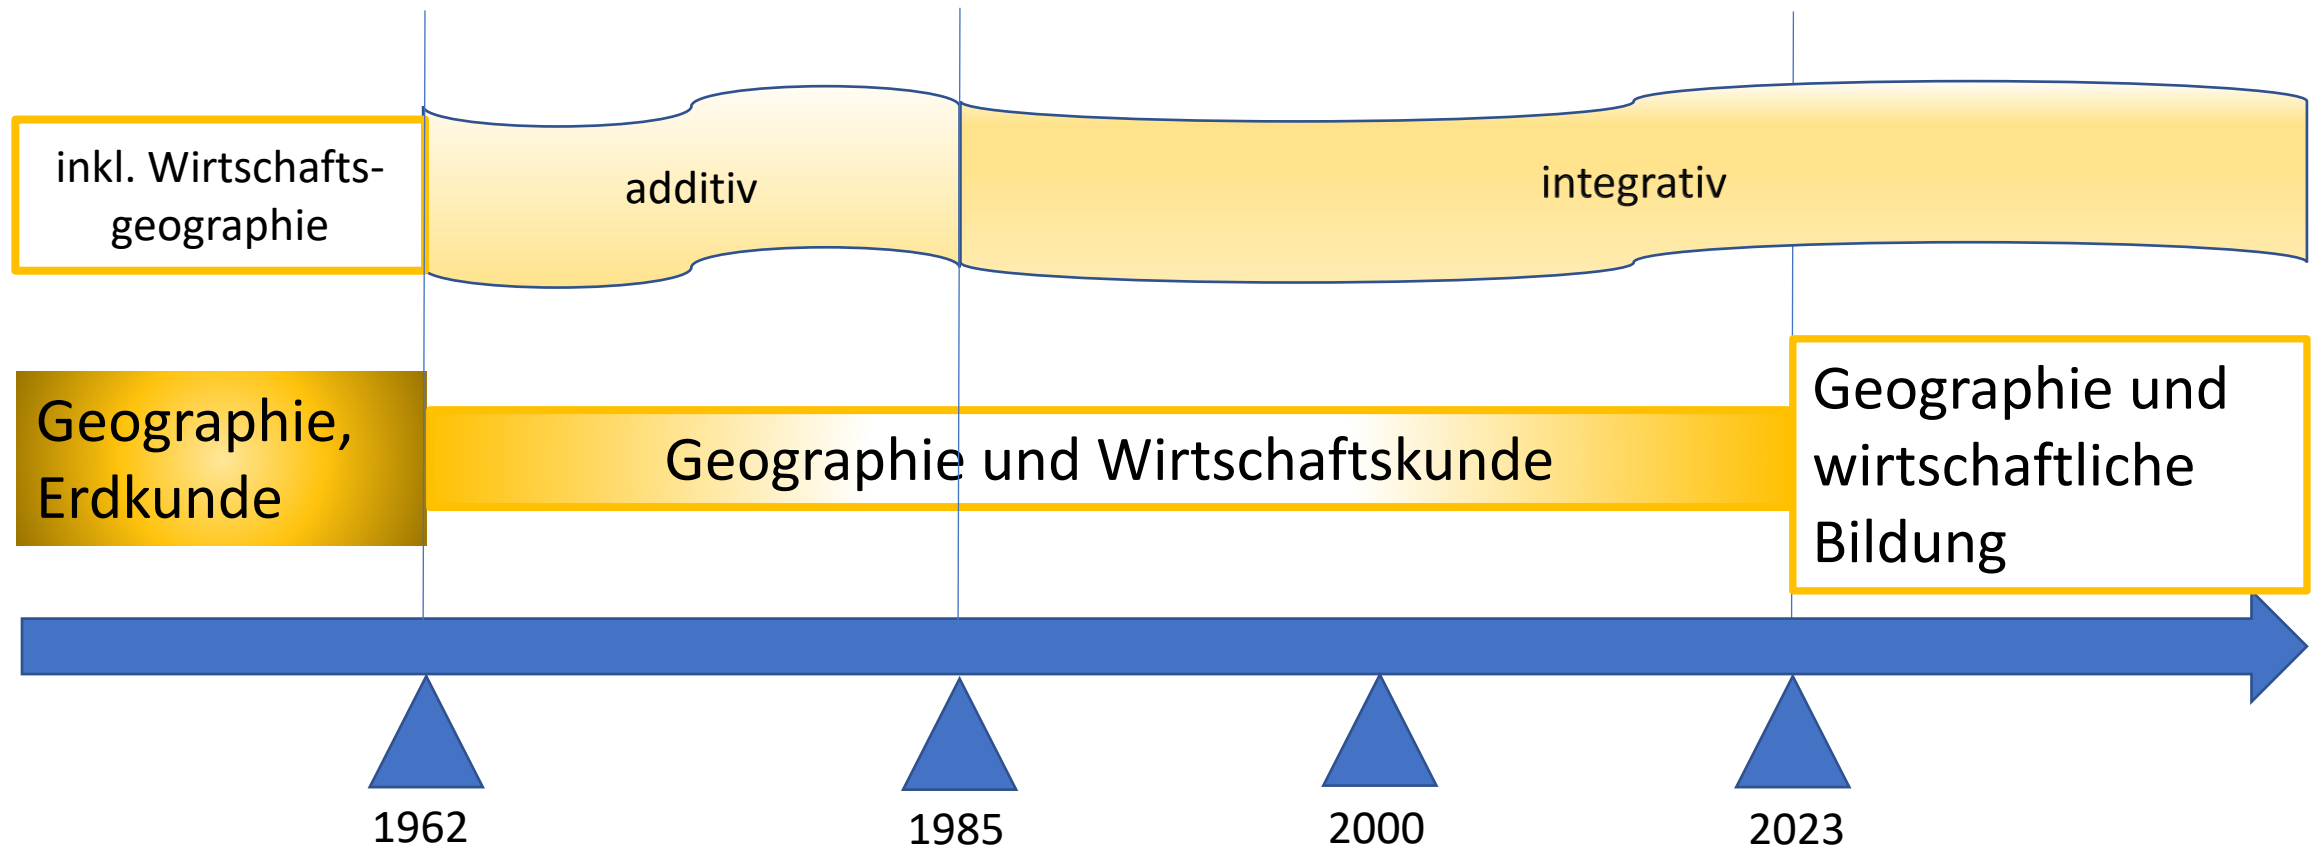 inkl. Wirtschafts-
geographie
additiv
integrativ
Geographie,
Erdkunde
Geographie und Wirtschaftskunde
Geographie und
wirtschaftliche
Bildung
1962
1985
2000
2023